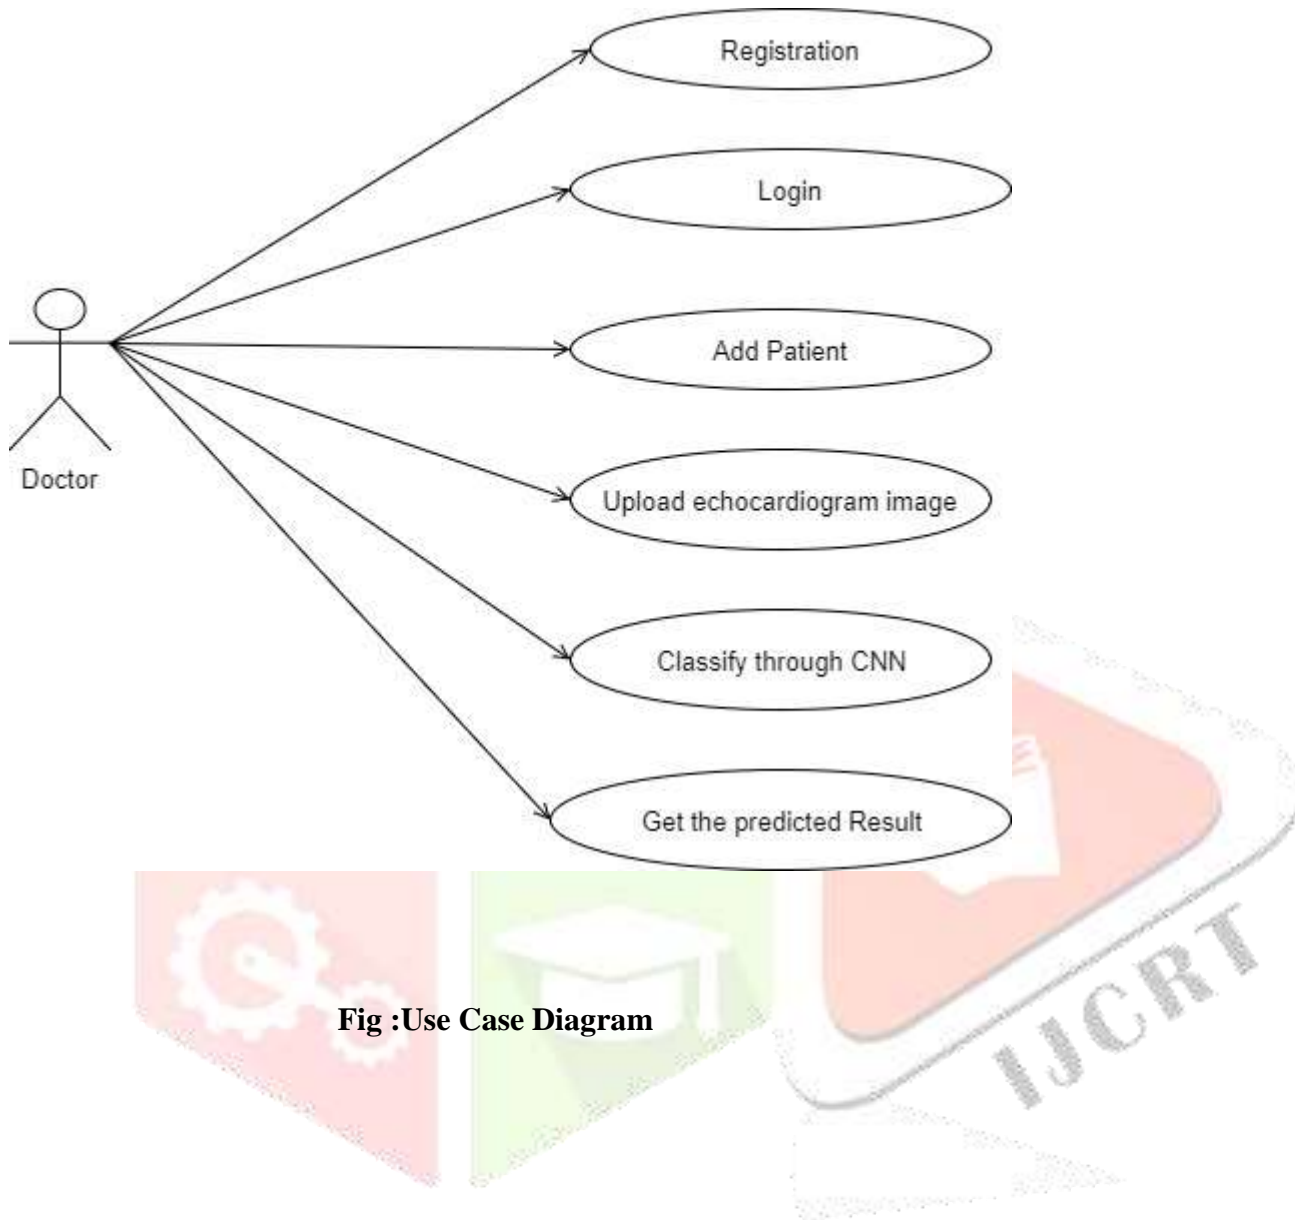 Registration
Login
Add Patient
Doctor
Upload echocardiogram image
Classify through CNN
Get the predicted Result
Fig :Use Case Diagram
IJCRT